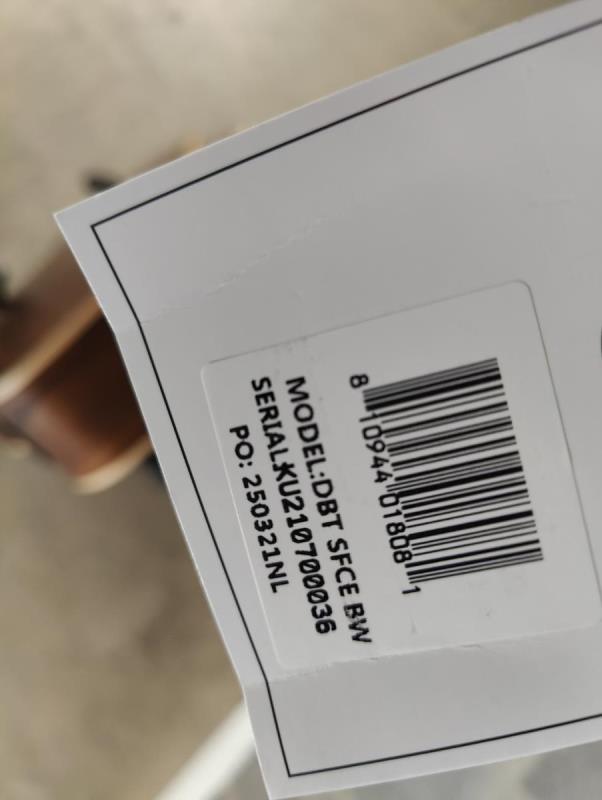 8 10944 01808 1
MODEL:DBT SFCE BW
SERIAL:KU210700036
PO: 250321NL